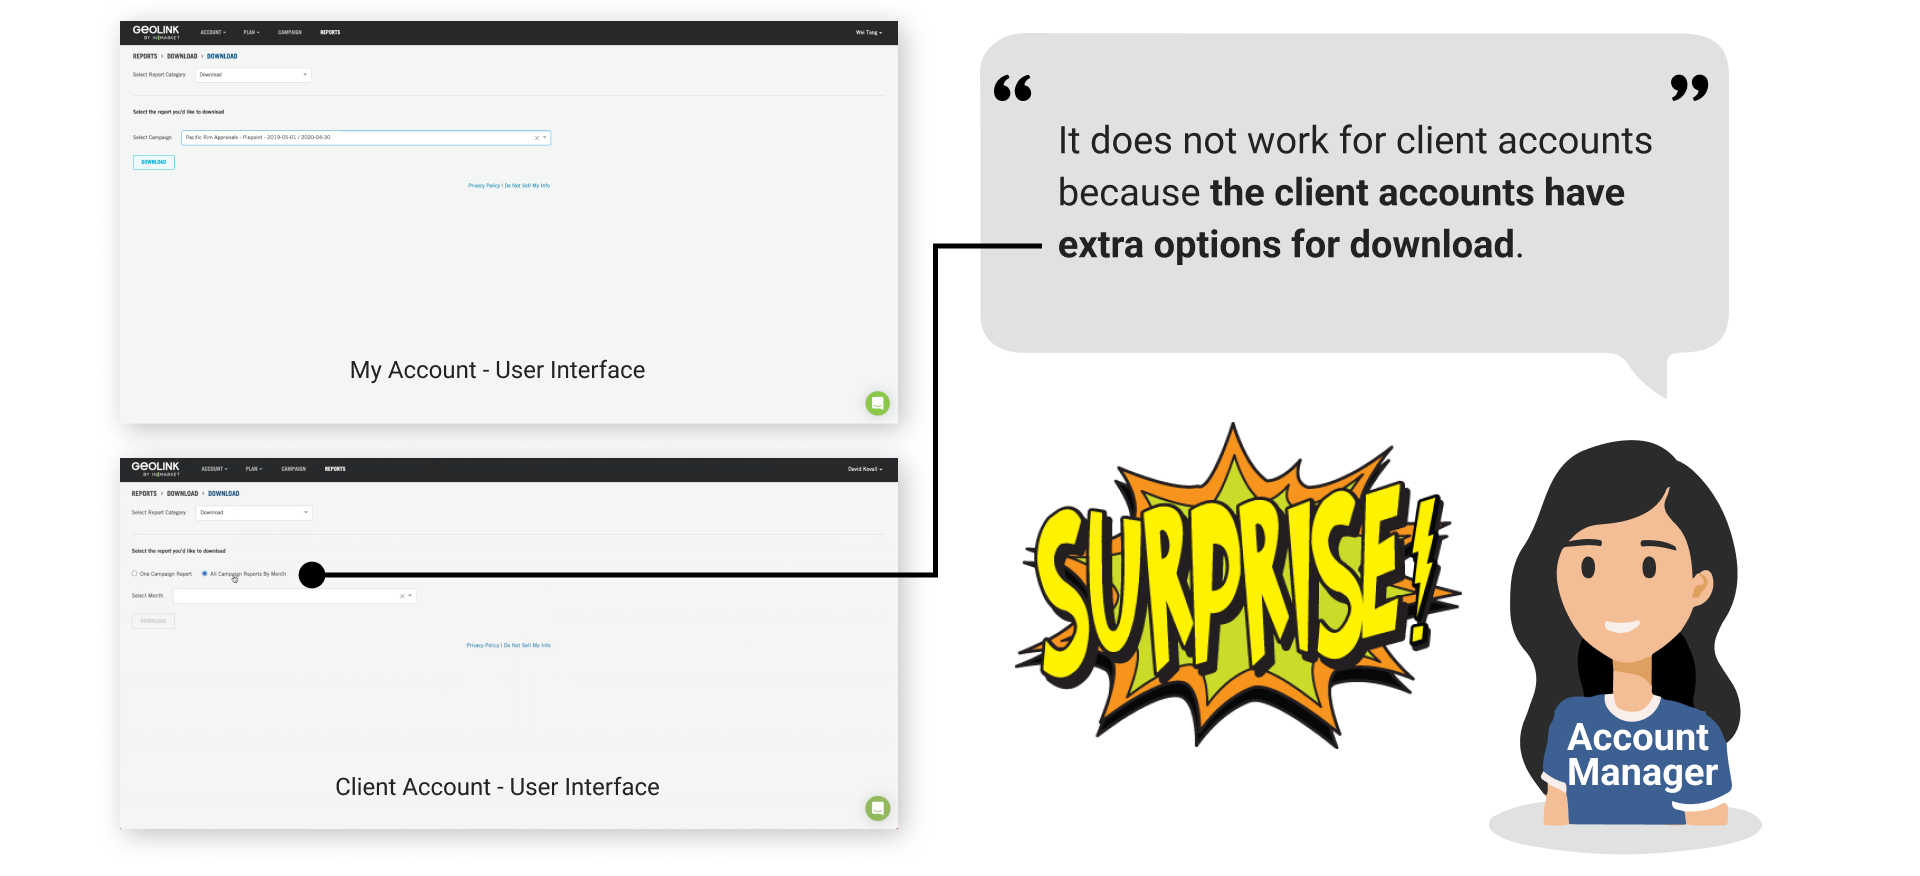 GEOLINK
BY INMARKET
ACCOUNT
PLAN
CAMPAIGN
REPORTS
Wei Tang
REPORTS > DOWNLOAD > DOWNLOAD
Select Report Category
Download
Select the report you'd like to download
Select Campaign
Pacific Rim Appraisals - Pinpoint - 2019-05-01 / 2020-04-30
DOWNLOAD
Privacy Policy | Do Not Sell My Info
My Account - User Interface
GEOLINK
BY INMARKET
ACCOUNT
PLAN
CAMPAIGN
REPORTS
David Kovall
REPORTS > DOWNLOAD > DOWNLOAD
Select Report Category
Download
Select the report you'd like to download
One Campaign Report
All Campaign Reports By Month
Select Month
DOWNLOAD
Privacy Policy | Do Not Sell My Info
Client Account - User Interface
“ ”
It does not work for client accounts
because the client accounts have
extra options for download.
SURPRISE!
Account
Manager